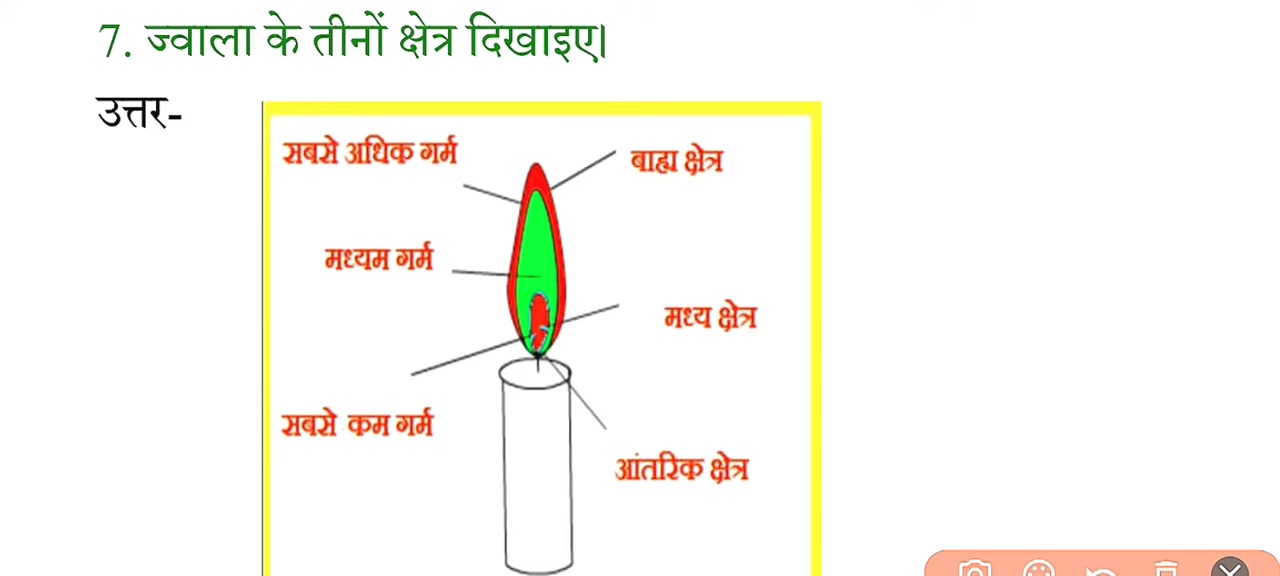 7. ज्वाला के तीनों क्षेत्र दिखाइए।
उत्तर-
सबसे अधिक गर्म
बाह्य क्षेत्र
मध्यम गर्म
मध्य क्षेत्र
सबसे कम गर्म
आंतरिक क्षेत्र